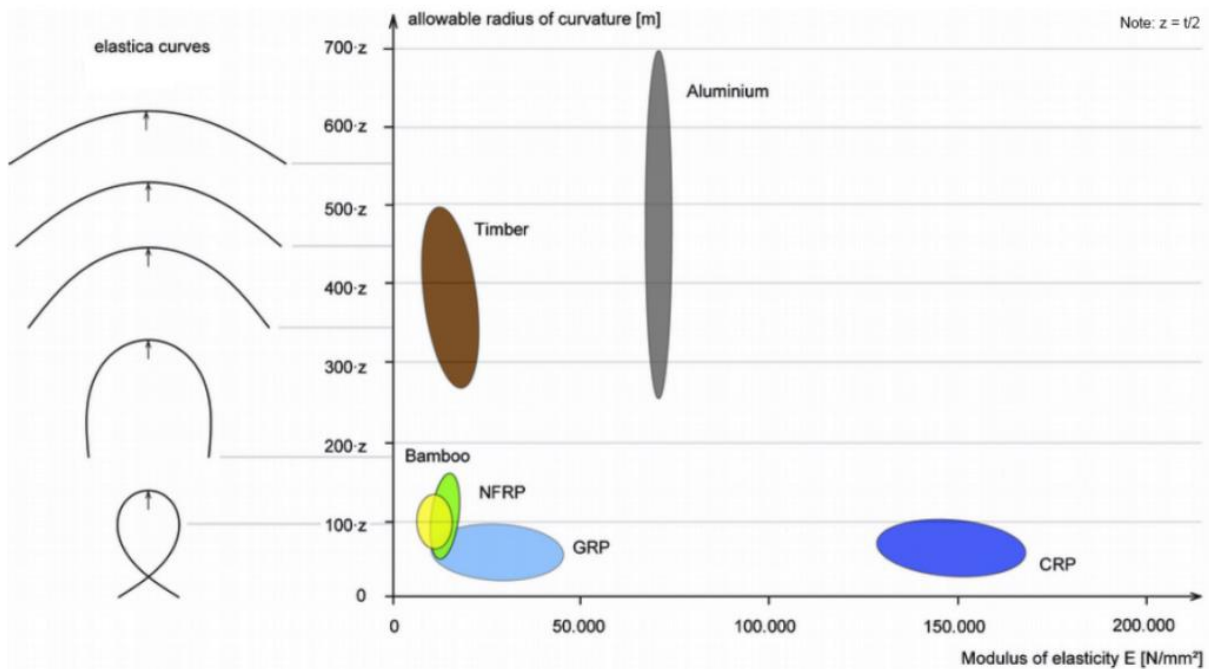 allowable radius of curvature [m]
Note: z = t/2
elastica curves
700·z
Aluminium
600·z
500·z
Timber
400·z
300·z
200·z
Bamboo
NFRP
100·z
GRP
CRP
0
0
50.000
100.000
150.000
200.000
Modulus of elasticity E [N/mm²]